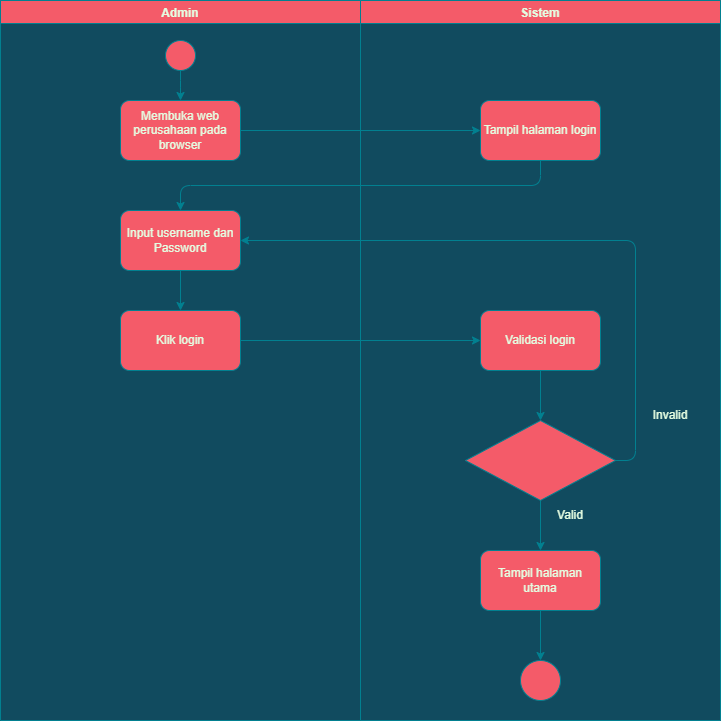 Admin
Sistem
Membuka web
perusahaan pada
browser
Tampil halaman login
Input username dan
Password
Klik login
Validasi login
Invalid
Valid
Tampil halaman
utama